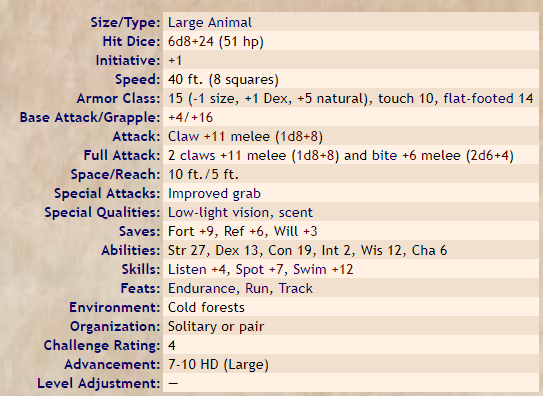 Size/Type: Large Animal
Hit Dice: 6d8+24 (51 hp)
Initiative: +1
Speed: 40 ft. (8 squares)
Armor Class: 15 (-1 size, +1 Dex, +5 natural), touch 10, flat-footed 14
Base Attack/Grapple: +4/+16
Attack: Claw +11 melee (1d8+8)
Full Attack: 2 claws +11 melee (1d8+8) and bite +6 melee (2d6+4)
Space/Reach: 10 ft./5 ft.
Special Attacks: Improved grab
Special Qualities: Low-light vision, scent
Saves: Fort +9, Ref +6, Will +3
Abilities: Str 27, Dex 13, Con 19, Int 2, Wis 12, Cha 6
Skills: Listen +4, Spot +7, Swim +12
Feats: Endurance, Run, Track
Environment: Cold forests
Organization: Solitary or pair
Challenge Rating: 4
Advancement: 7-10 HD (Large)
Level Adjustment: —